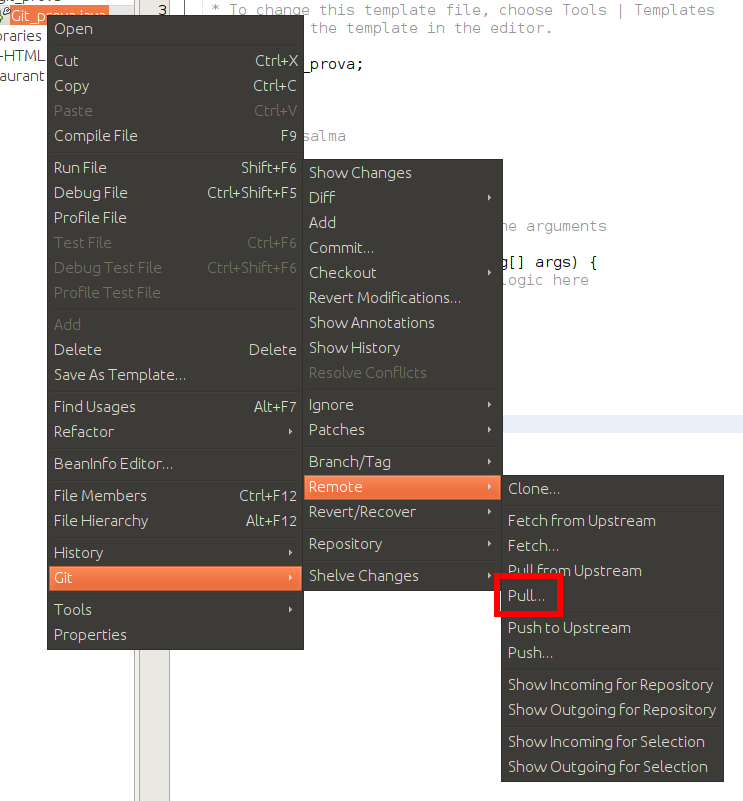 Git_prova.java
braries
-HTML
aurant
3
* To change this template file, choose Tools | Templates
the template in the editor.
_prova;
salma
ne arguments
g[] args) {
logic here
Open
Cut Ctrl+X
Copy Ctrl+C
Paste Ctrl+V
Compile File F9
Run File Shift+F6
Debug File Ctrl+Shift+F5
Profile File
Test File Ctrl+F6
Debug Test File Ctrl+Shift+F6
Profile Test File
Add
Delete Delete
Save As Template...
Find Usages Alt+F7
Refactor
BeanInfo Editor...
File Members Ctrl+F12
File Hierarchy Alt+F12
History
Git
Tools
Properties
Show Changes
Diff
Add
Commit...
Checkout
Revert Modifications...
Show Annotations
Show History
Resolve Conflicts
Ignore
Patches
Branch/Tag
Remote
Revert/Recover
Repository
Shelve Changes
Clone...
Fetch from Upstream
Fetch...
Pull from Upstream
Pull...
Push to Upstream
Push...
Show Incoming for Repository
Show Outgoing for Repository
Show Incoming for Selection
Show Outgoing for Selection